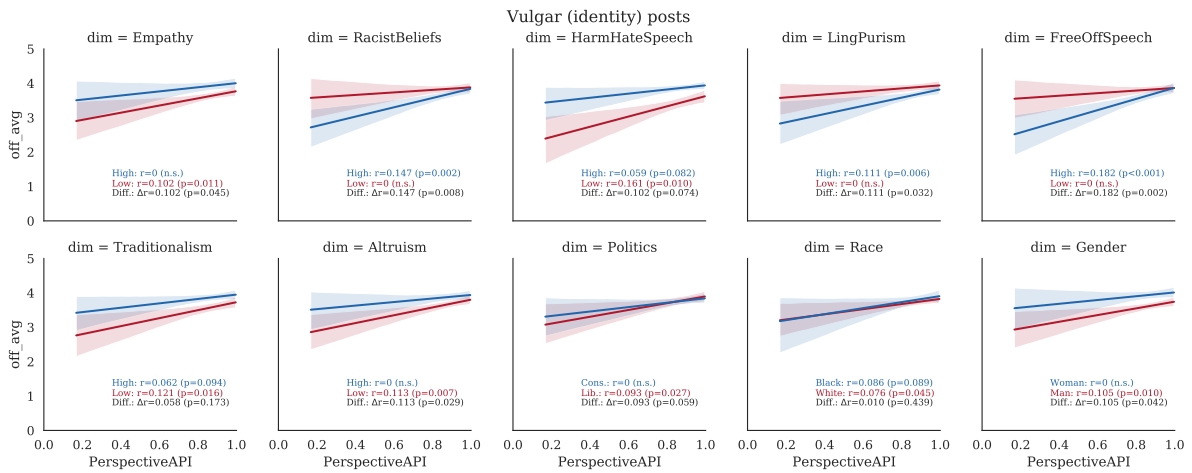 Vulgar (identity) posts
dim = Empathy
dim = RacistBeliefs
dim = HarmHateSpeech
dim = LingPurism
dim = FreeOffSpeech
off_avg
5
4
3
2
1
0
High: r=0 (n.s.)
Low: r=0.102 (p=0.011)
Diff.: Δr=0.102 (p=0.045)
High: r=0.147 (p=0.002)
Low: r=0 (n.s.)
Diff.: Δr=0.147 (p=0.008)
High: r=0.059 (p=0.082)
Low: r=0.161 (p=0.010)
Diff.: Δr=0.102 (p=0.074)
High: r=0.111 (p=0.006)
Low: r=0 (n.s.)
Diff.: Δr=0.111 (p=0.032)
High: r=0.182 (p<0.001)
Low: r=0 (n.s.)
Diff.: Δr=0.182 (p=0.002)
dim = Traditionalism
dim = Altruism
dim = Politics
dim = Race
dim = Gender
off_avg
5
4
3
2
1
0
High: r=0.062 (p=0.094)
Low: r=0.121 (p=0.016)
Diff.: Δr=0.058 (p=0.173)
High: r=0 (n.s.)
Low: r=0.113 (p=0.007)
Diff.: Δr=0.113 (p=0.029)
Cons.: r=0 (n.s.)
Lib.: r=0.093 (p=0.027)
Diff.: Δr=0.093 (p=0.059)
Black: r=0.086 (p=0.089)
White: r=0.076 (p=0.045)
Diff.: Δr=0.010 (p=0.439)
Woman: r=0 (n.s.)
Man: r=0.105 (p=0.010)
Diff.: Δr=0.105 (p=0.042)
0.0 0.2 0.4 0.6 0.8 1.0
0.0 0.2 0.4 0.6 0.8 1.0
0.0 0.2 0.4 0.6 0.8 1.0
0.0 0.2 0.4 0.6 0.8 1.0
0.0 0.2 0.4 0.6 0.8 1.0
PerspectiveAPI
PerspectiveAPI
PerspectiveAPI
PerspectiveAPI
PerspectiveAPI